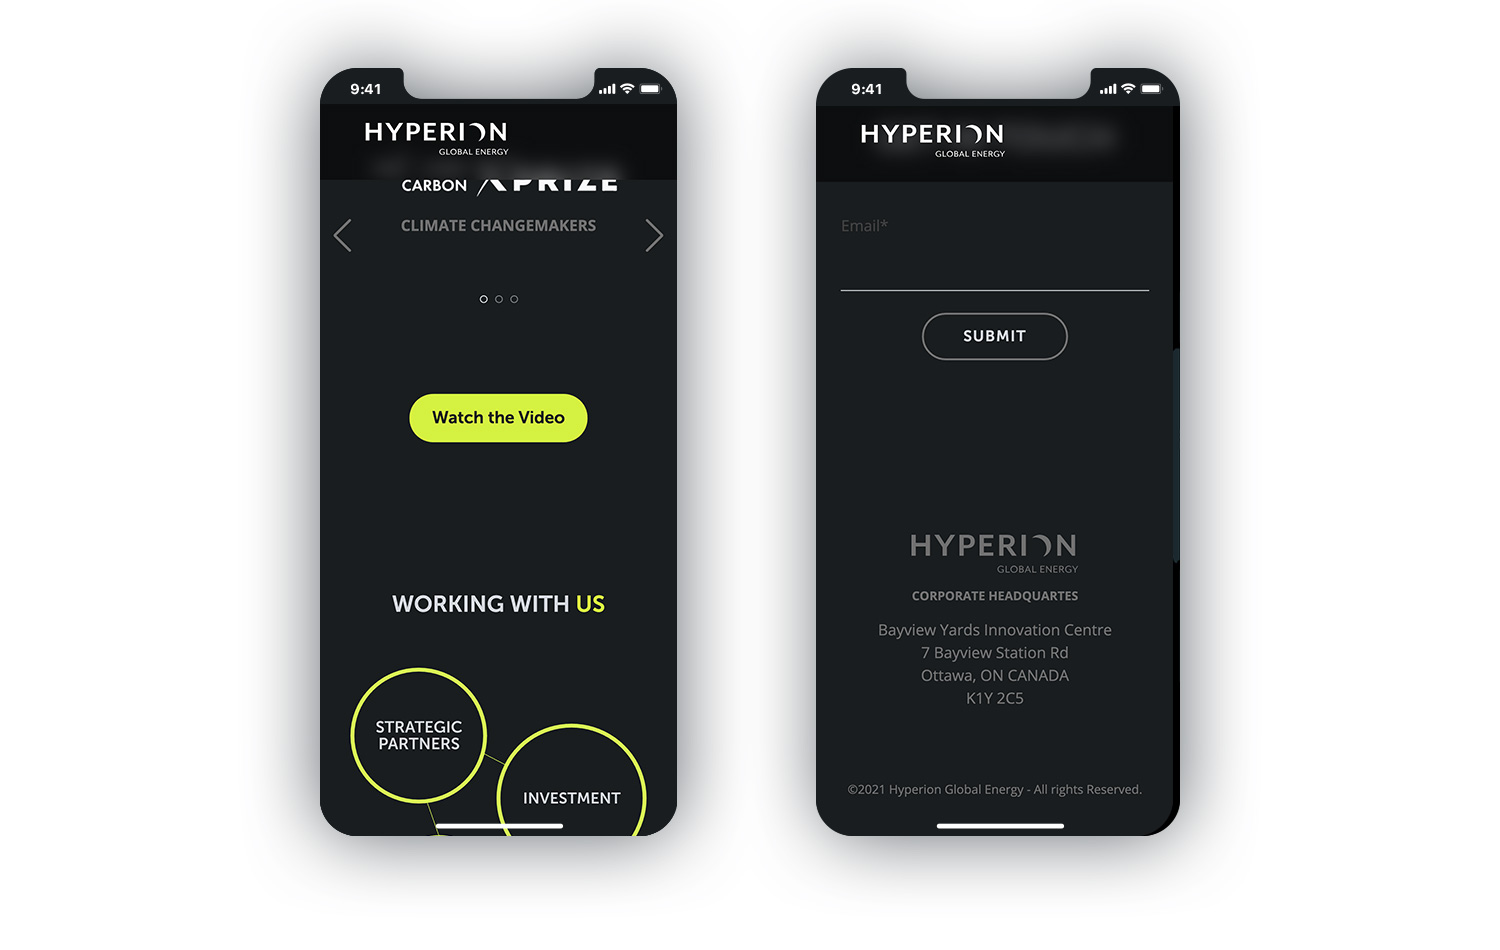 9:41
HYPERION
GLOBAL ENERGY
CARBON XPRIZE
CLIMATE CHANGEMAKERS
Watch the Video
WORKING WITH US
STRATEGIC
PARTNERS
INVESTMENT
9:41
HYPERION
GLOBAL ENERGY
Email*
SUBMIT
HYPERION
GLOBAL ENERGY
CORPORATE HEADQUARTES
Bayview Yards Innovation Centre
7 Bayview Station Rd
Ottawa, ON CANADA
K1Y 2C5
©2021 Hyperion Global Energy - All rights Reserved.